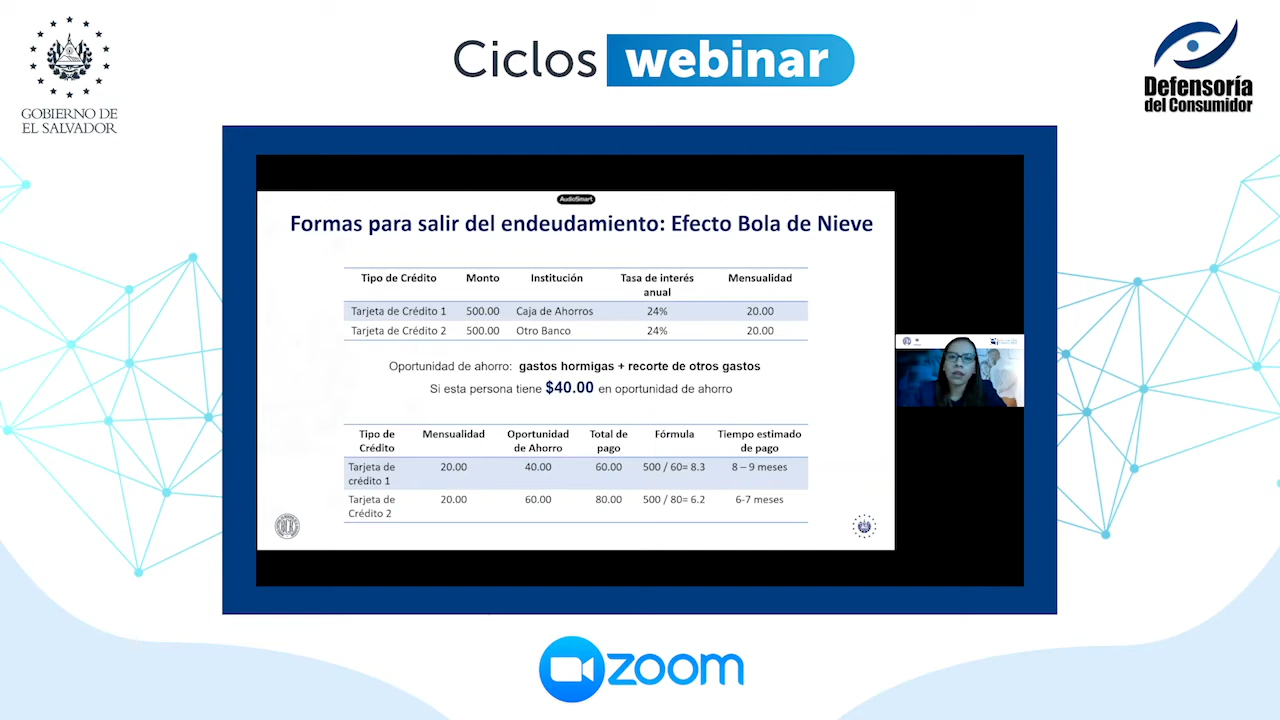 GOBIERNO DE
EL SALVADOR
Ciclos webinar
Defensoría
del Consumidor
AudioSmart
Formas para salir del endeudamiento: Efecto Bola de Nieve
Tipo de Crédito Monto Institución Tasa de interés anual Mensualidad
Tarjeta de Crédito 1 500.00 Caja de Ahorros 24% 20.00
Tarjeta de Crédito 2 500.00 Otro Banco 24% 20.00
Oportunidad de ahorro: gastos hormigas + recorte de otros gastos
Si esta persona tiene $40.00 en oportunidad de ahorro
Tipo de Crédito Mensualidad Oportunidad de Ahorro Total de pago Fórmula Tiempo estimado de pago
Tarjeta de crédito 1 20.00 40.00 60.00 500 / 60= 8.3 8 – 9 meses
Tarjeta de Crédito 2 20.00 60.00 80.00 500 / 80= 6.2 6-7 meses
zoom